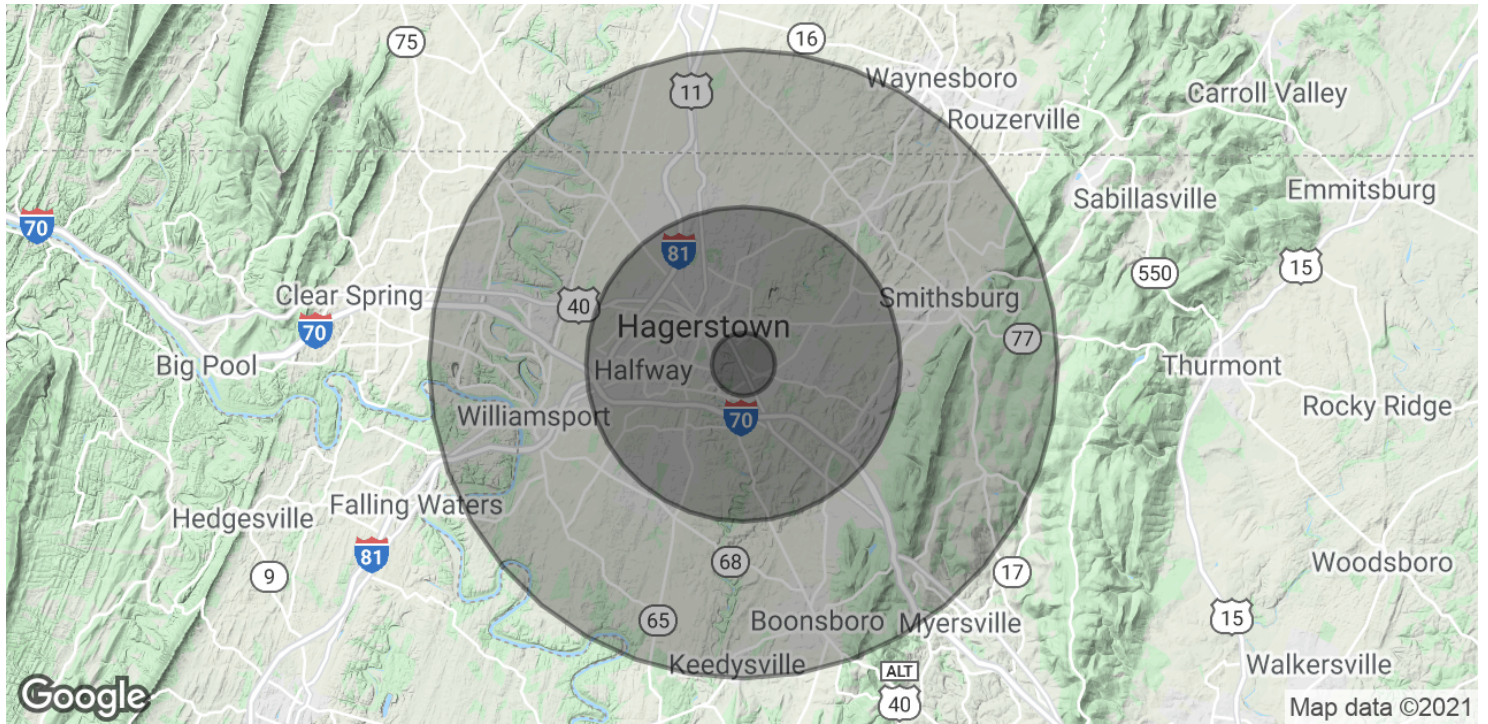 75
16
11
Waynesboro
Carroll Valley
Rouzerville
Sabillasville
Emmitsburg
70
81
550
15
Clear Spring
40
Smithsburg
70
Hagerstown
77
Big Pool
Halfway
Thurmont
Williamsport
70
Rocky Ridge
Falling Waters
Hedgesville
81
9
68
17
Woodsboro
65
Boonsboro
Myersville
15
Keedysville
ALT
40
Walkersville
Google
Map data ©2021